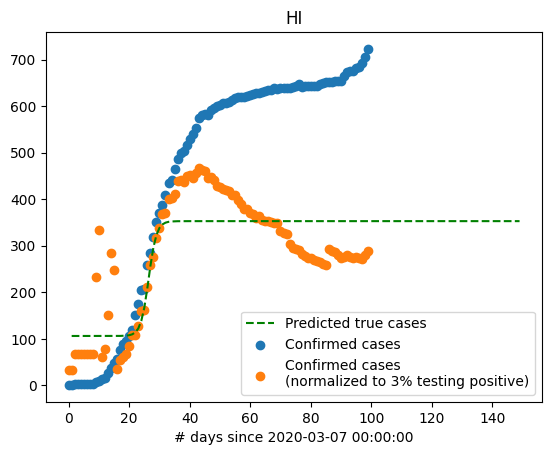 HI
700
600
500
400
300
200
100
0
Predicted true cases
Confirmed cases
Confirmed cases
(normalized to 3% testing positive)
0 20 40 60 80 100 120 140
# days since 2020-03-07 00:00:00